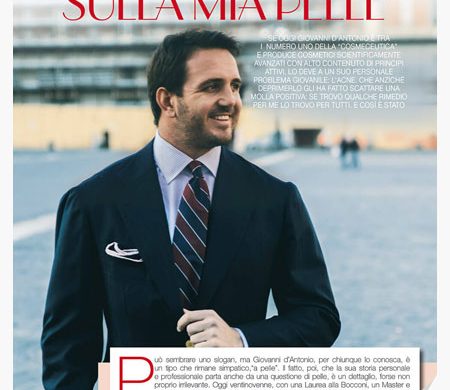 SULLA MIA PELLE
SE OGGI GIOVANNI D'ANTONIO È TRA
I NUMERO UNO DELLA "COSMECEUTICA"
E PRODUCE COSMETICI SCIENTIFICAMENTE
AVANZATI CON ALTO CONTENUTO DI PRINCIPI
ATTIVI, LO DEVE A UN SUO PERSONALE
PROBLEMA GIOVANILE: L'ACNE. CHE ANZICHÉ
DEPRIMERLO GLI HA FATTO SCATTARE UNA
MOLLA POSITIVA: SE TROVO QUALCHE RIMEDIO
PER ME LO TROVO PER TUTTI. E COSÌ È STATO
Può sembrare uno slogan, ma Giovanni d'Antonio, per chiunque lo conosca, è
un tipo che rimane simpatico,"a pelle". Il fatto, poi, che la sua storia personale
e professionale parta anche da una questione di pelle, è un dettaglio, forse non
proprio irrilevante. Oggi ventinovenne, con una Laurea alla Bocconi, un Master